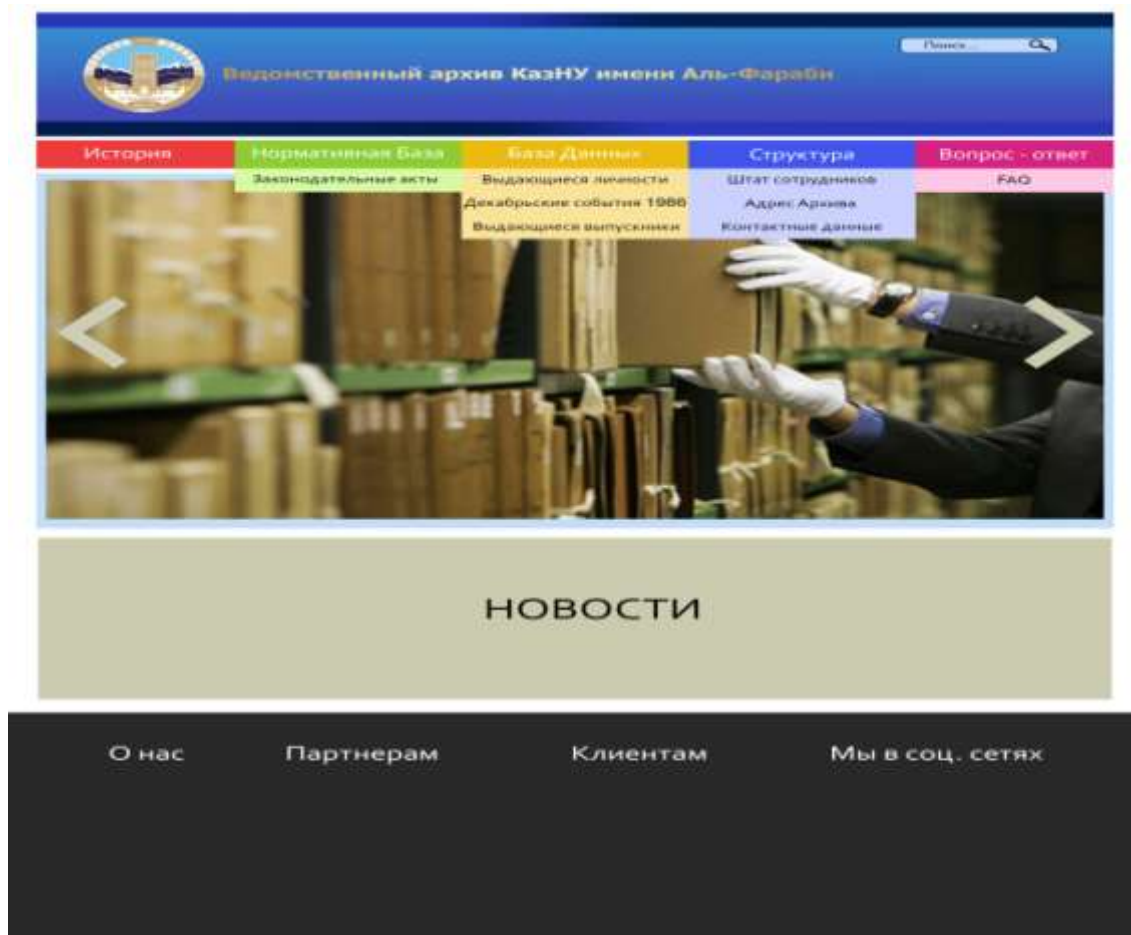 Поиск...
Ведомственный архив КазНУ имени Аль-Фараби
История Нормативная База База Данных Структура Вопрос - ответ
Законодательные акты Выдающиеся личности Штат сотрудников FAQ
Декабрьские события 1986 Адрес Архива
Выдающиеся выпускники Контактные данные
НОВОСТИ
О нас Партнерам Клиентам Мы в соц. сетях